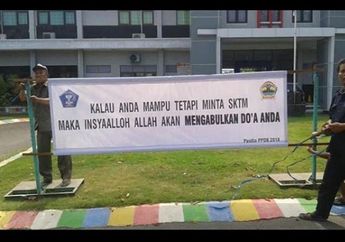 KALAU ANDA MAMPU TETAPI MINTA SKTM
MAKA INSYAALLOH ALLAH AKAN MENGABULKAN DO'A ANDA
Panitia PPDB 2018